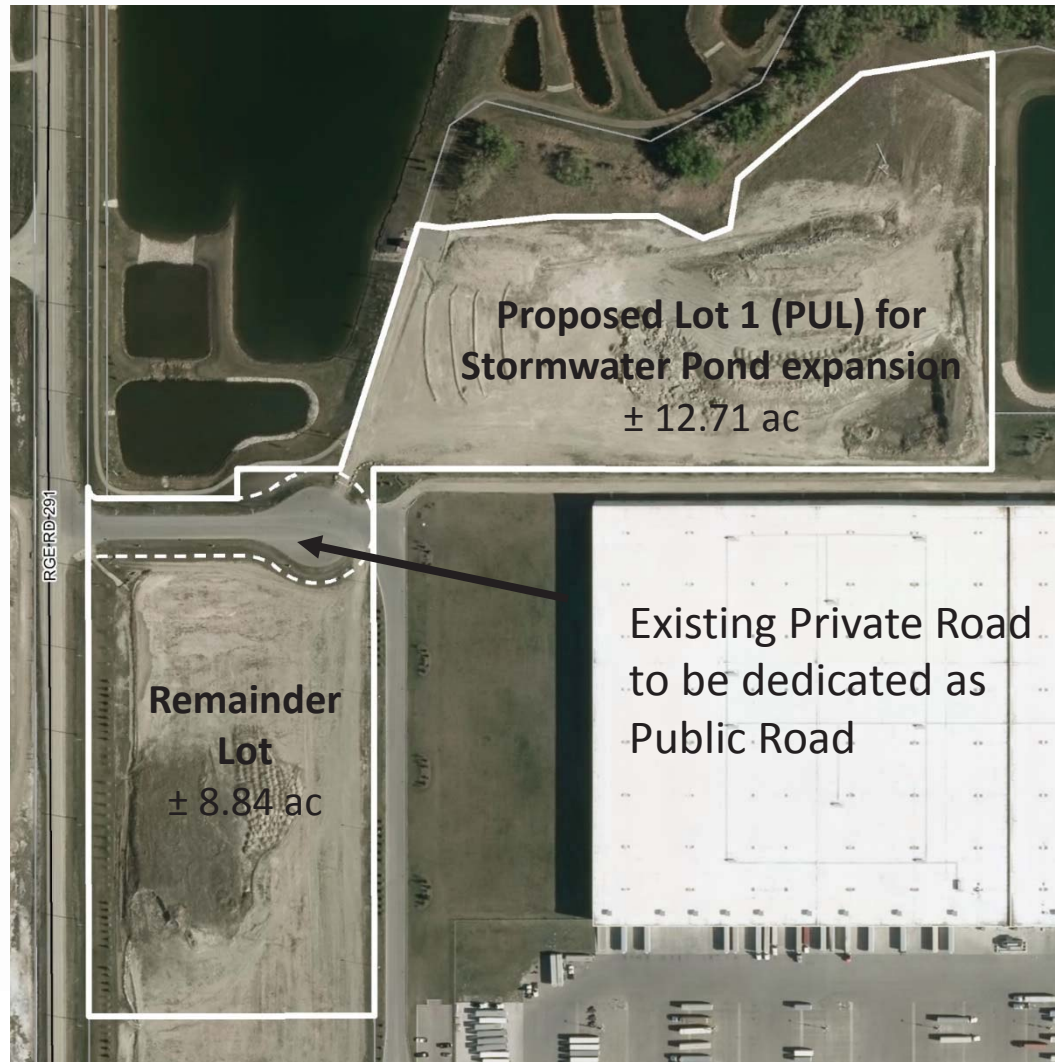 Proposed Lot 1 (PUL) for
Stormwater Pond expansion
± 12.71 ac
RGE RD 291
Existing Private Road
to be dedicated as
Public Road
Remainder
Lot
± 8.84 ac